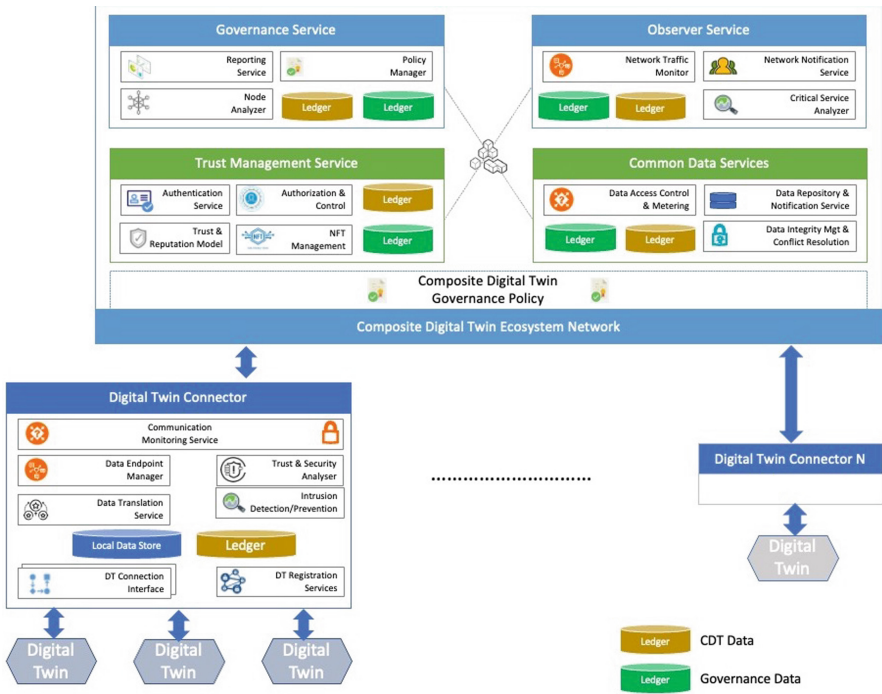 Governance Service
Reporting
Service
Policy
Manager
Node
Analyzer
Ledger
Ledger
Observer Service
Network Traffic
Monitor
Network Notification
Service
Ledger
Ledger
Critical Service
Analyzer
Trust Management Service
Authentication
Service
Authorization &
Control
Ledger
Trust &
Reputation Model
NFT
NFT
Management
Ledger
Common Data Services
Data Access Control
& Metering
Data Repository &
Notification Service
Ledger
Ledger
Data Integrity Mgt &
Conflict Resolution
Composite Digital Twin
Governance Policy
Composite Digital Twin Ecosystem Network
Digital Twin Connector
Communication
Monitoring Service
Data Endpoint
Manager
Trust & Security
Analyser
Data Translation
Service
Intrusion
Detection/Prevention
Local Data Store
Ledger
DT Connection
Interface
DT Registration
Services
Digital
Twin
Digital
Twin
Digital
Twin
..............................
Digital Twin Connector N
Digital
Twin
Ledger
CDT Data
Ledger
Governance Data